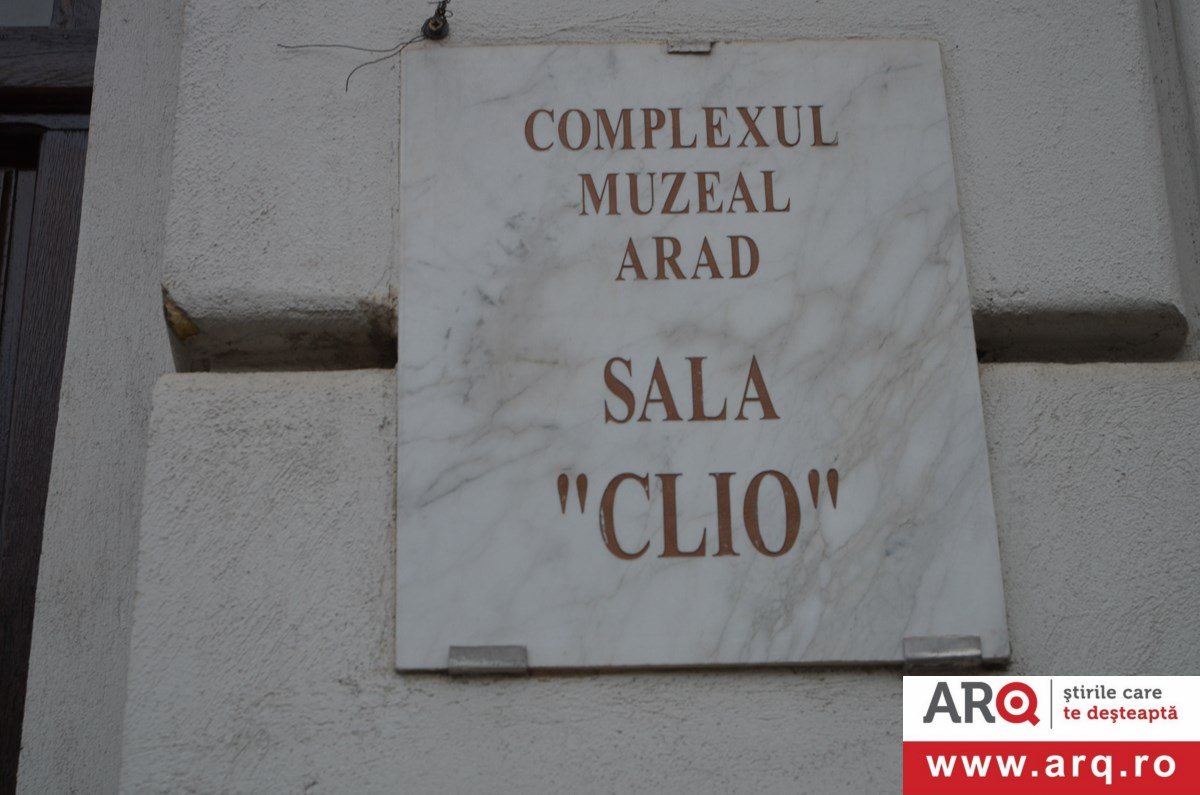 COMPLEXUL
MUZEAL
ARAD
SALA
"CLIO"
ARQ
știrile care
te deșteaptă
www.arq.ro